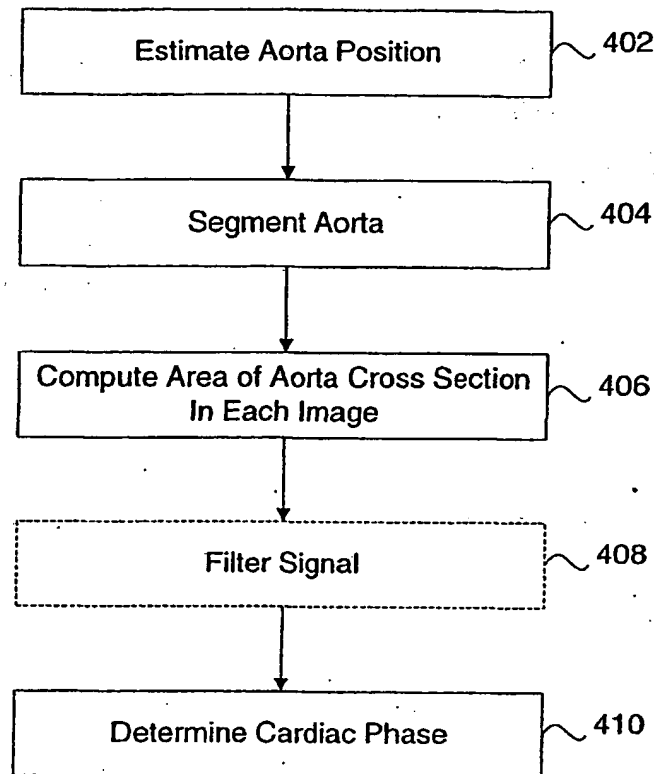 Estimate Aorta Position
402
Segment Aorta
404
Compute Area of Aorta Cross Section
In Each Image
406
Filter Signal
408
Determine Cardiac Phase
410